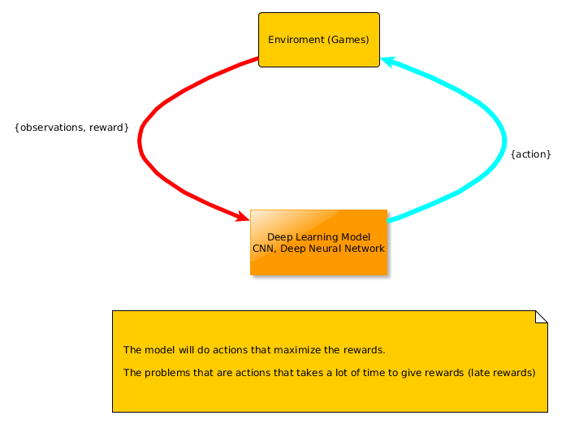 Enviroment (Games)
{observations, reward}
{action}
Deep Learning Model
CNN, Deep Neural Network
The model will do actions that maximize the rewards.
The problems that are actions that takes a lot of time to give rewards (late rewards)